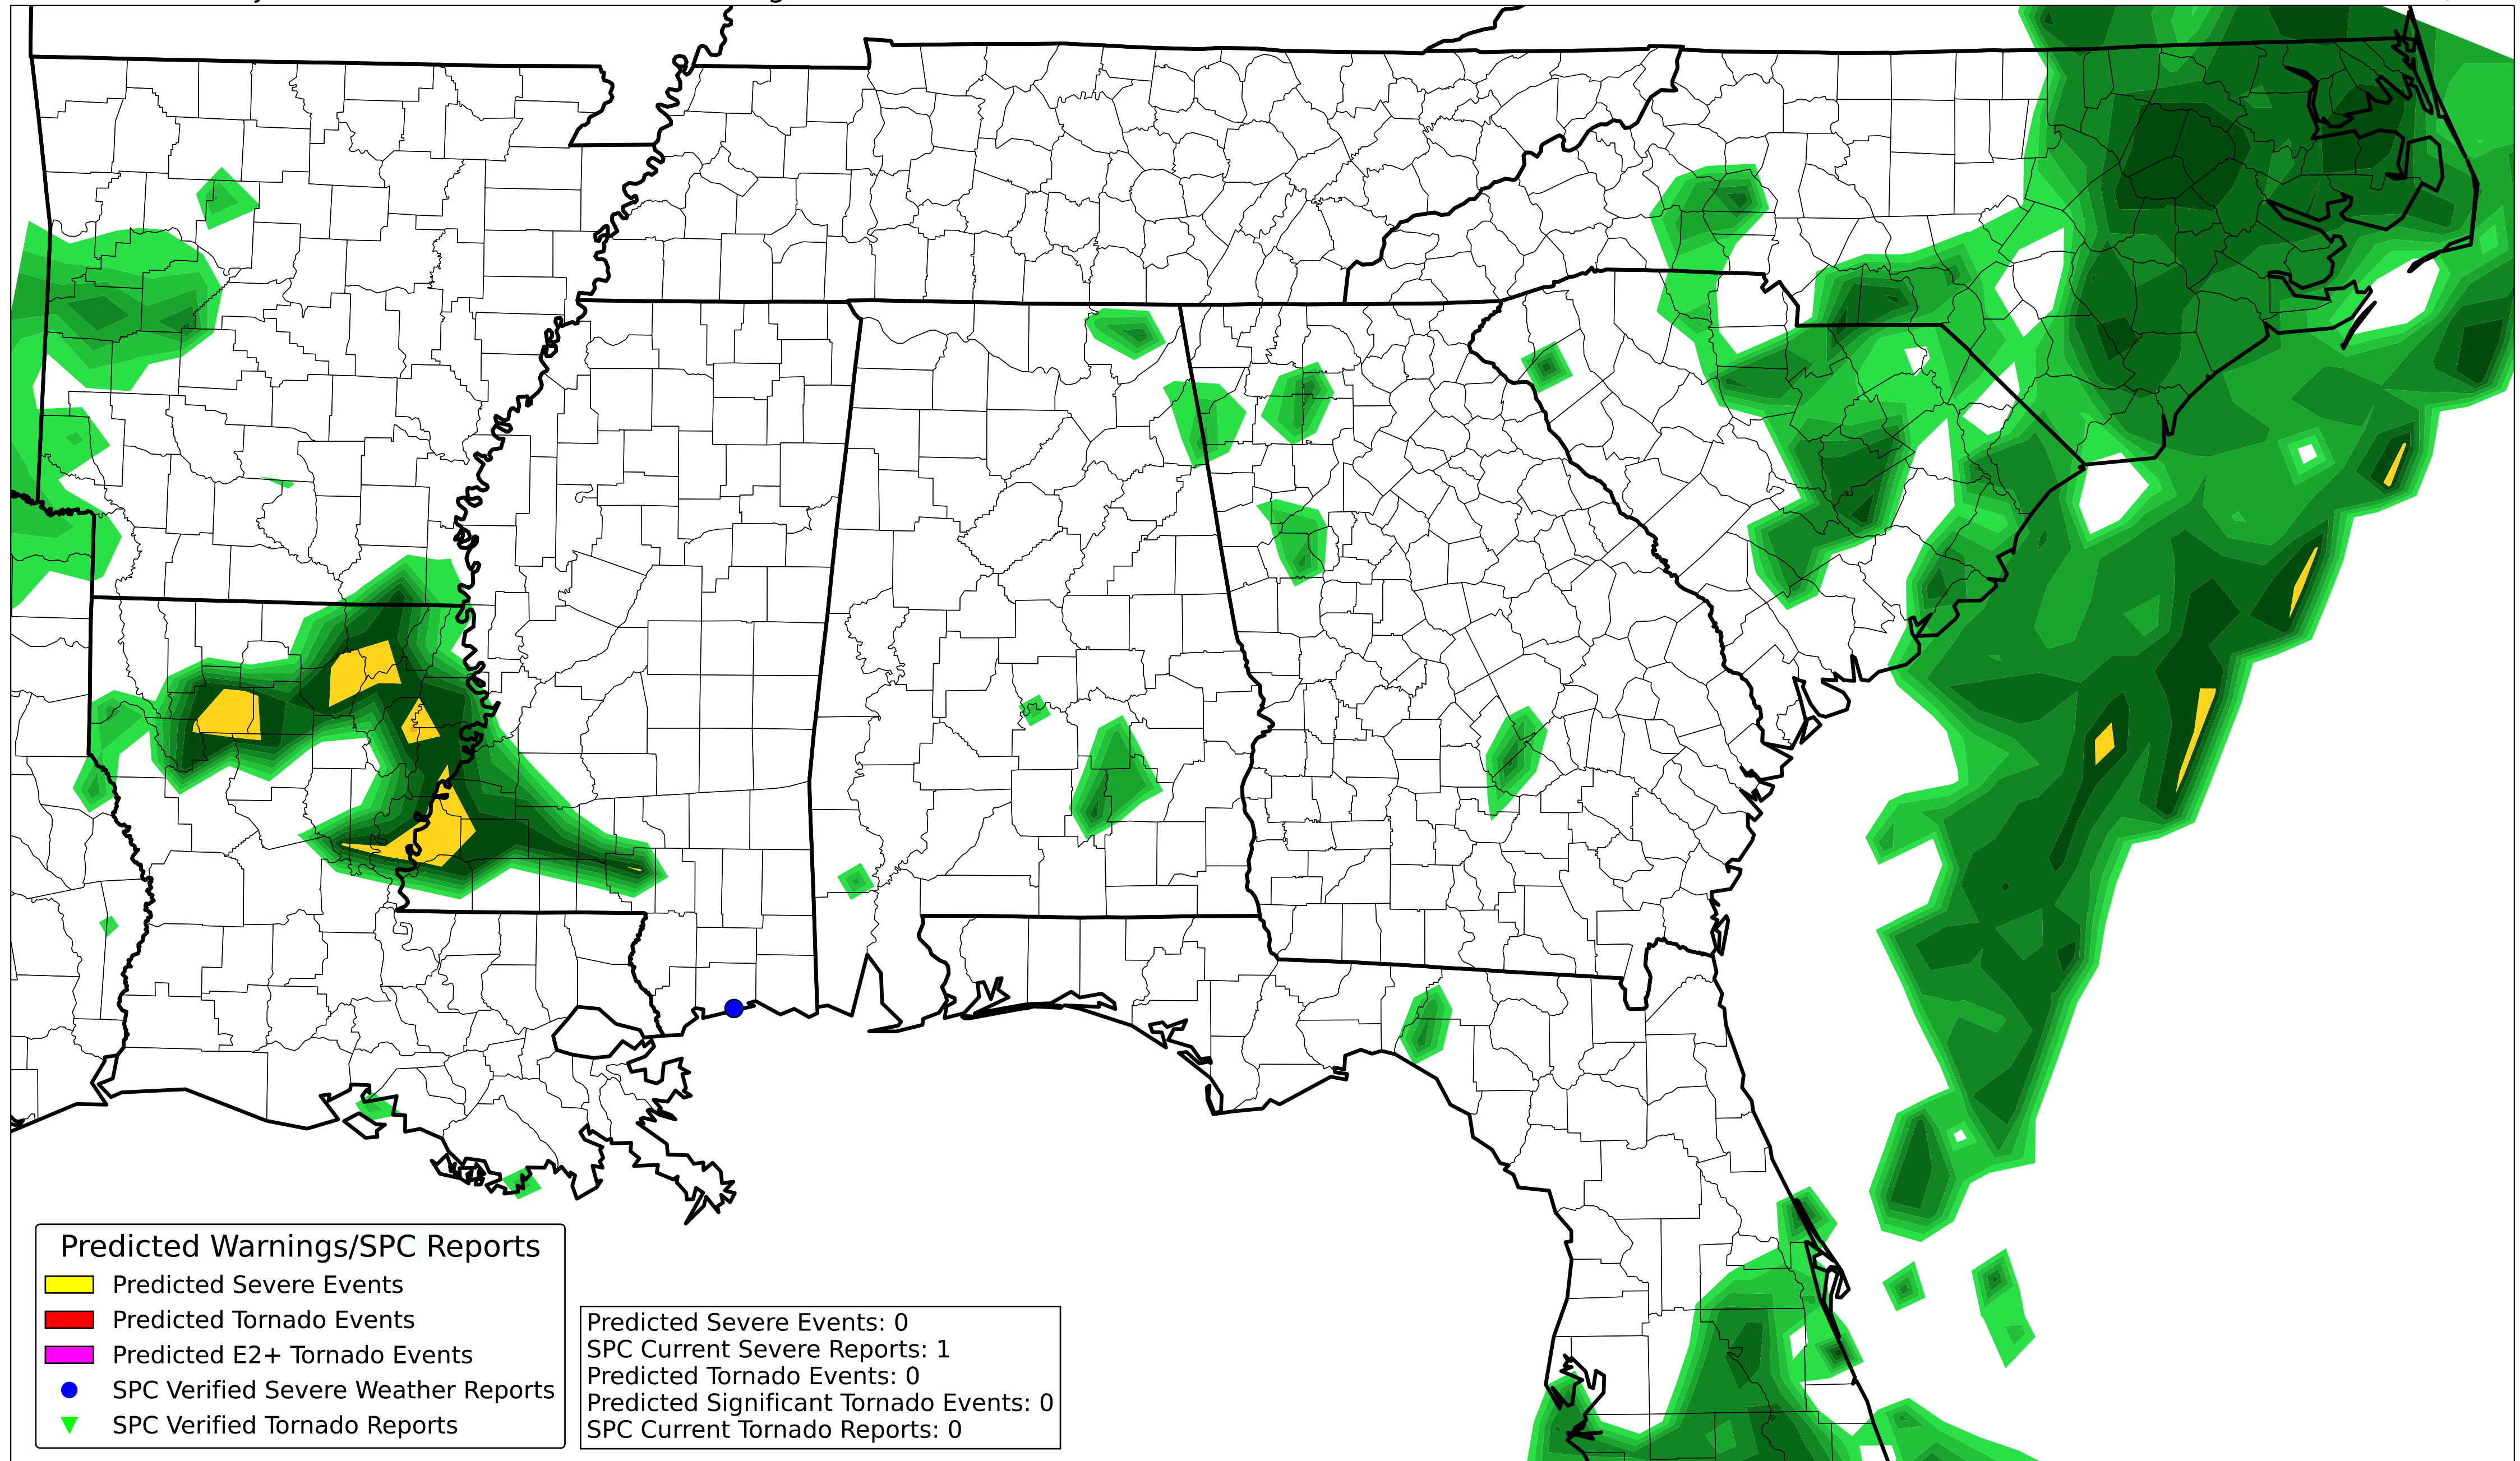 Predicted Warnings/SPC Reports
Predicted Severe Events
Predicted Tornado Events
Predicted E2+ Tornado Events
SPC Verified Severe Weather Reports
SPC Verified Tornado Reports
Predicted Severe Events: 0
SPC Current Severe Reports: 1
Predicted Tornado Events: 0
Predicted Significant Tornado Events: 0
SPC Current Tornado Reports: 0